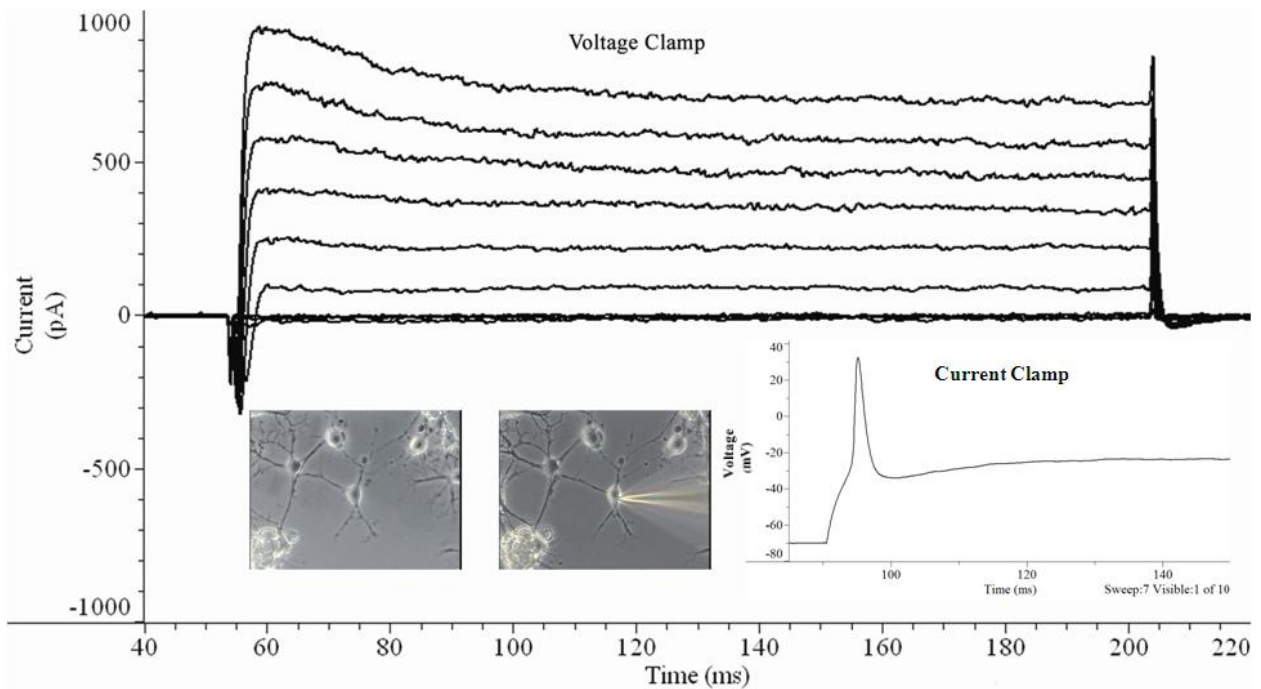 Voltage Clamp
1000
500
0
-500
-1000
Current
(pA)
40
60
80
100
120
140
160
180
200
220
Time (ms)
Current Clamp
Voltage
(mV)
40
20
0
-20
-40
-60
-80
100
120
140
Time (ms)
Sweep:7 Visible:1 of 10